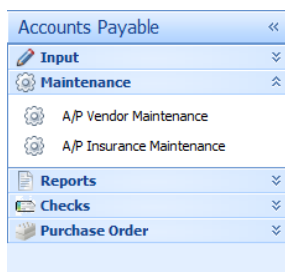 Accounts Payable
Input
Maintenance
A/P Vendor Maintenance
A/P Insurance Maintenance
Reports
Checks
Purchase Order